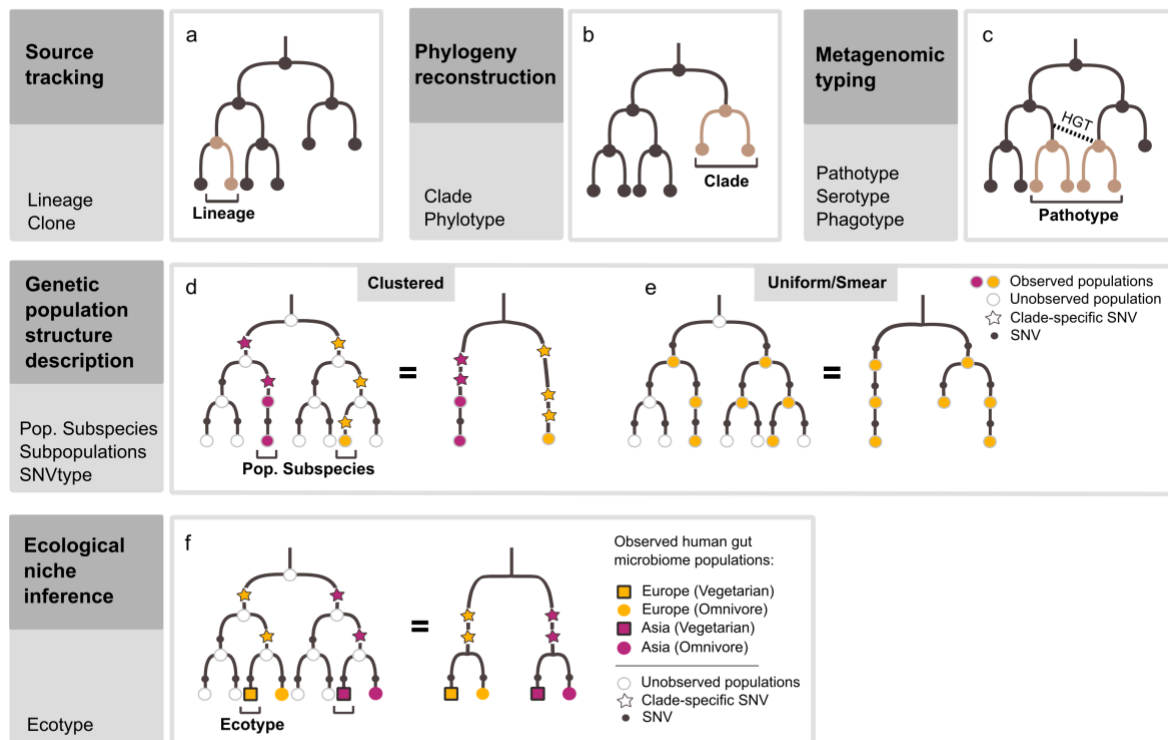 Source
tracking
Lineage
Clone
a
Lineage
Phylogeny
reconstruction
Clade
Phylotype
b
Clade
Metagenomic
typing
Pathotype
Serotype
Phagotype
c
HGT
Pathotype
Genetic
population
structure
description
Pop. Subspecies
Subpopulations
SNVtype
d
Clustered
=
Pop. Subspecies
e
Uniform/Smear
=
Observed populations
Unobserved population
Clade-specific SNV
SNV
Ecological
niche
inference
Ecotype
f
=
Ecotype
Observed human gut
microbiome populations:
Europe (Vegetarian)
Europe (Omnivore)
Asia (Vegetarian)
Asia (Omnivore)
Unobserved populations
Clade-specific SNV
SNV